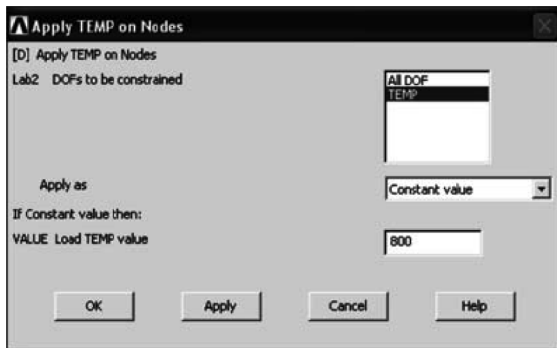 Apply TEMP on Nodes
[D] Apply TEMP on Nodes
Lab2 DOFs to be constrained
All DOF
TEMP
Apply as
Constant value
If Constant value then:
VALUE Load TEMP value
800
OK Apply Cancel Help